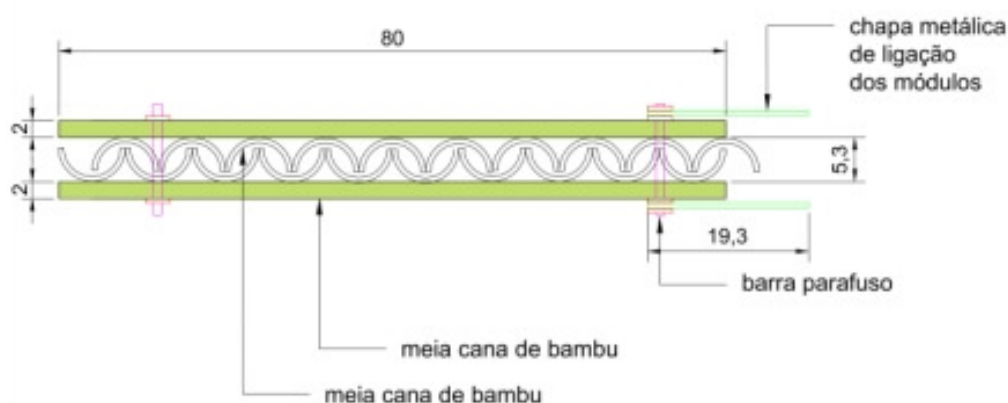 80
chapa metálica
de ligação
dos módulos
2
5,3
2
19,3
barra parafuso
meia cana de bambu
meia cana de bambu